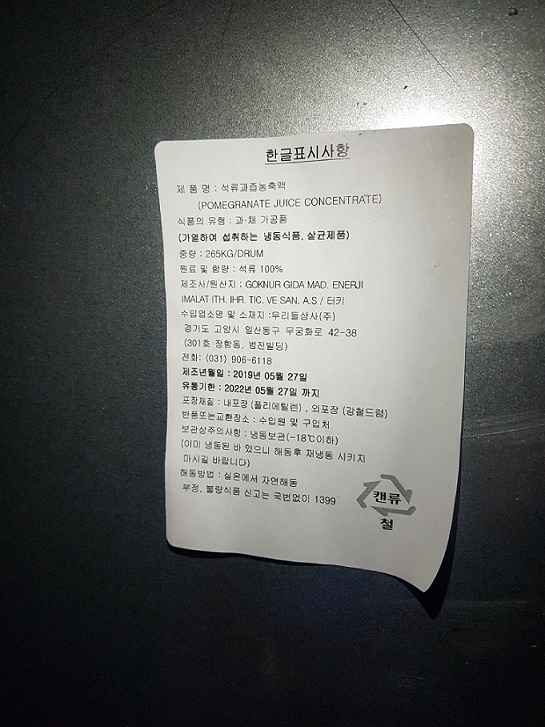 한글표시사항
제 품 명 : 석류과즙농축액
(POMEGRANATE JUICE CONCENTRATE)
식품의 유형 : 과·채 가공품
(가열하여 섭취하는 냉동식품, 살균제품)
중량 : 265KG/DRUM
원료 및 함량 : 석류 100%
제조사/원산지 : GOKNUR GIDA MAD. ENERJI
IMALAT ITH. IHR. TIC. VE SAN. A.S / 터키
수입업소명 및 소재지 :우리들상사(주)
경기도 고양시 일산동구 무궁화로 42-38
(301호 장항동, 범진빌딩)
전화: (031) 906-6118
제조년월일 : 2019년 05월 27일
유통기한 : 2022년 05월 27일 까지
포장재질 : 내포장 (폴리에틸렌) , 외포장 (강철드럼)
반품또는교환장소 : 수입원 및 구입처
보관상주의사항 : 냉동보관(-18℃이하)
(이미 냉동된 바 있으니 해동후 재냉동 시키지
마시길 바랍니다)
해동방법 : 실온에서 자연해동
부정, 불량식품 신고는 국번없이 1399
캔류
철